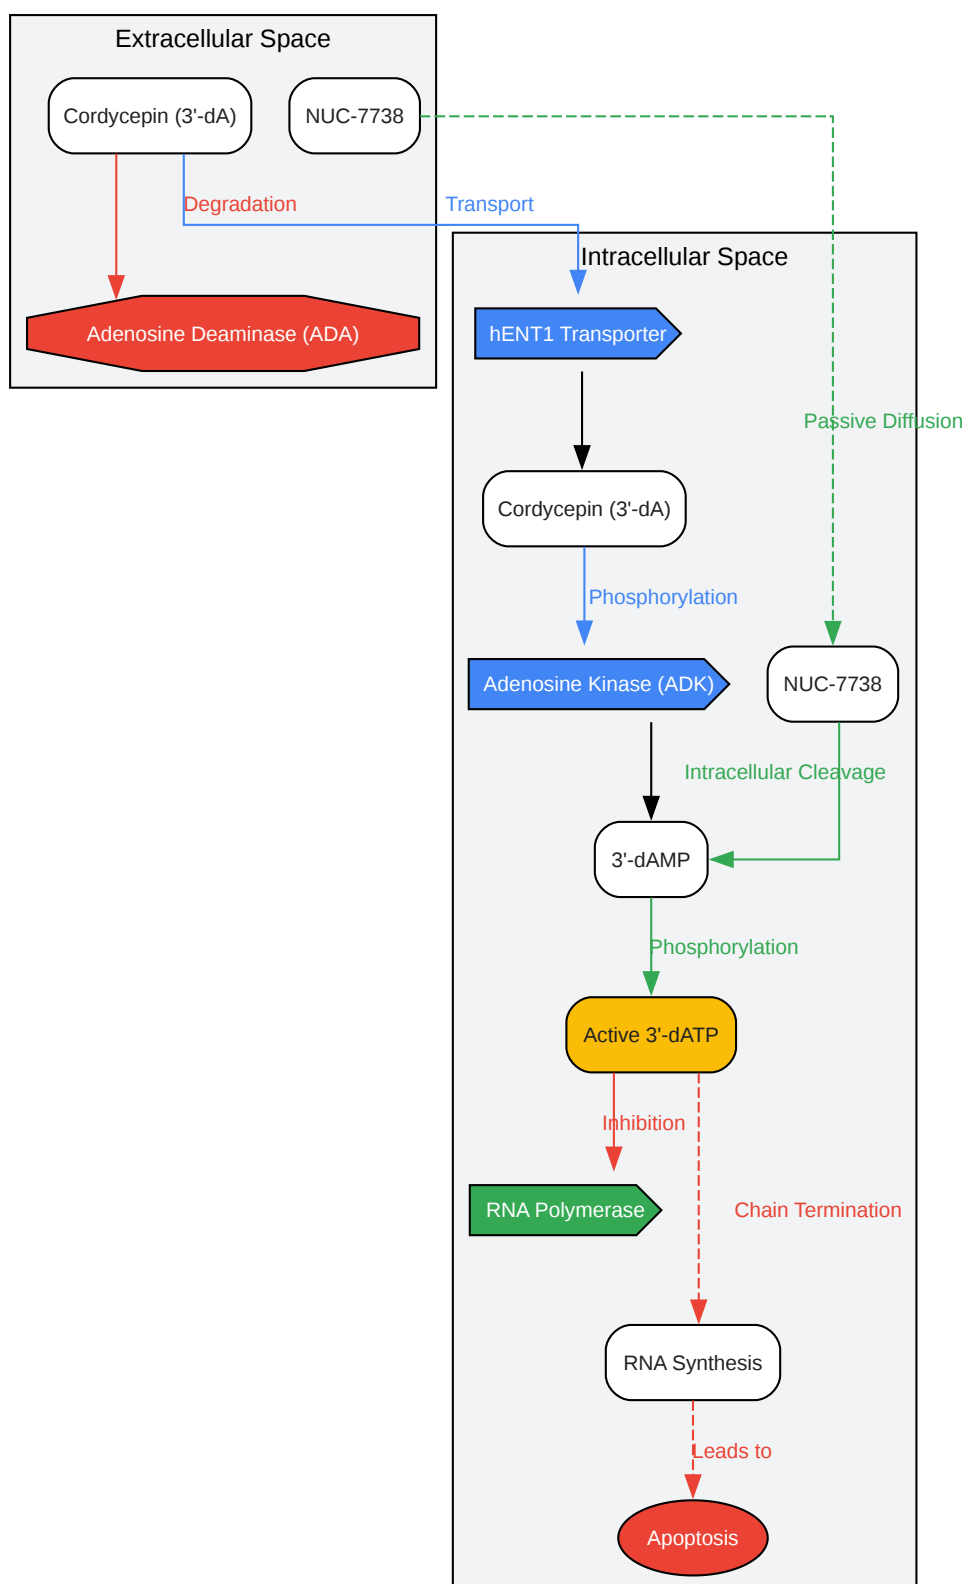 Extracellular Space
Cordycepin (3'-dA)
NUC-7738
Degradation
Transport
Intracellular Space
Adenosine Deaminase (ADA)
hENT1 Transporter
Passive Diffusion
Cordycepin (3'-dA)
Phosphorylation
Adenosine Kinase (ADK)
NUC-7738
Intracellular Cleavage
3'-dAMP
Phosphorylation
Active 3'-dATP
Inhibition
RNA Polymerase
Chain Termination
RNA Synthesis
Leads to
Apoptosis